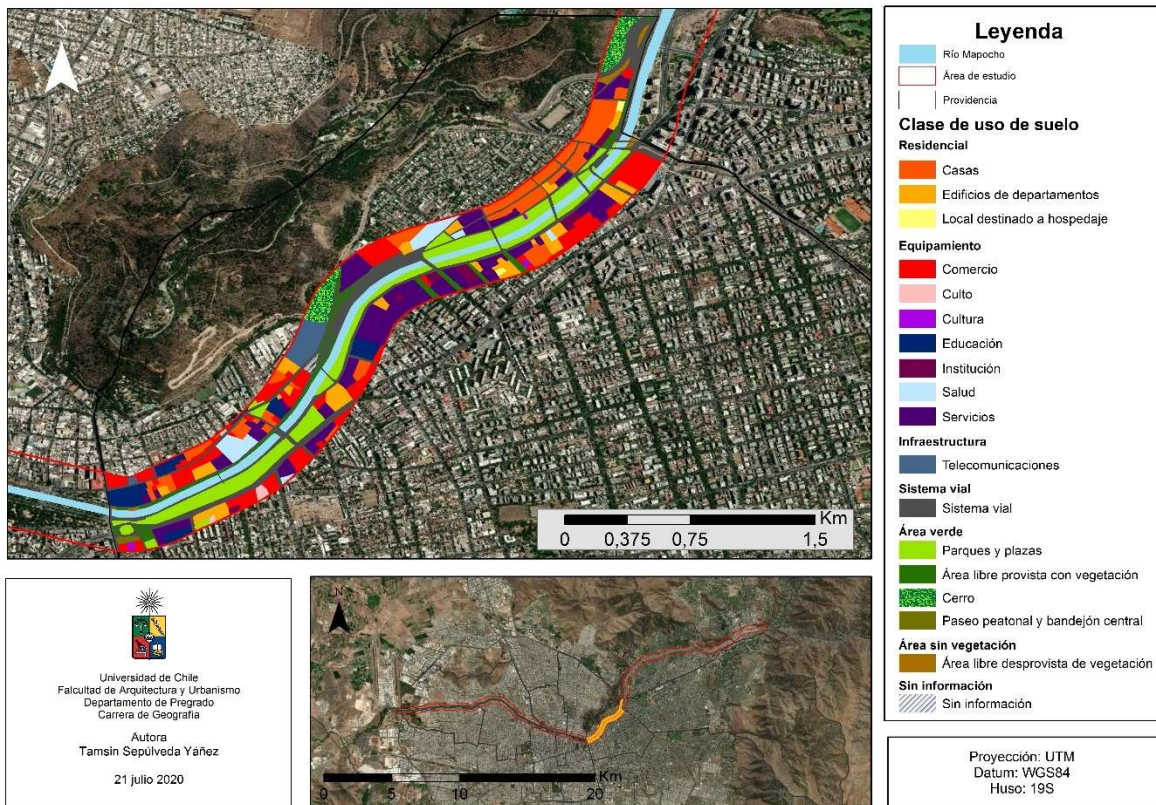 N
Km
0 0,375 0,75 1,5
Leyenda
Río Mapocho
Área de estudio
Providencia
Clase de uso de suelo
Residencial
Casas
Edificios de departamentos
Local destinado a hospedaje
Equipamiento
Comercio
Culto
Cultura
Educación
Institución
Salud
Servicios
Infraestructura
Telecomunicaciones
Sistema vial
Sistema vial
Área verde
Parques y plazas
Área libre provista con vegetación
Cerro
Paseo peatonal y bandejón central
Área sin vegetación
Área libre desprovista de vegetación
Sin información
Sin información
Universidad de Chile
Falcultad de Arquitectura y Urbanismo
Departamento de Pregrado
Carrera de Geografía
Autora
Tamsin Sepúlveda Yáñez
21 julio 2020
N
Km
0 5 10 20
Proyección: UTM
Datum: WGS84
Huso: 19S